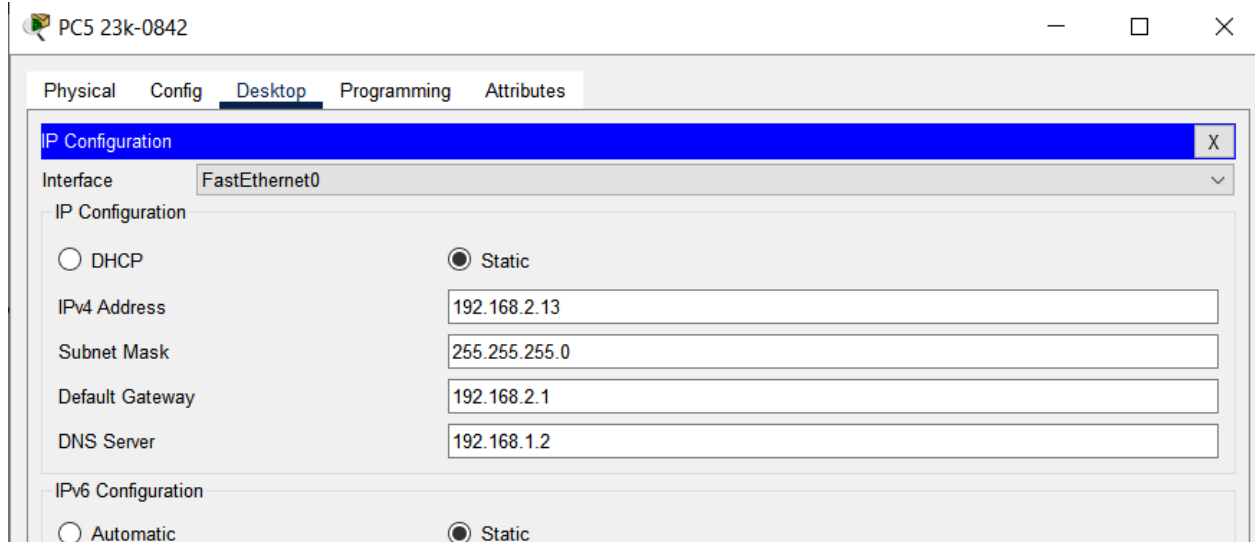 PC5 23k-0842
Physical Config Desktop Programming Attributes
IP Configuration X
Interface FastEthernet0
IP Configuration
DHCP Static
IPv4 Address 192.168.2.13
Subnet Mask 255.255.255.0
Default Gateway 192.168.2.1
DNS Server 192.168.1.2
IPv6 Configuration
Automatic Static